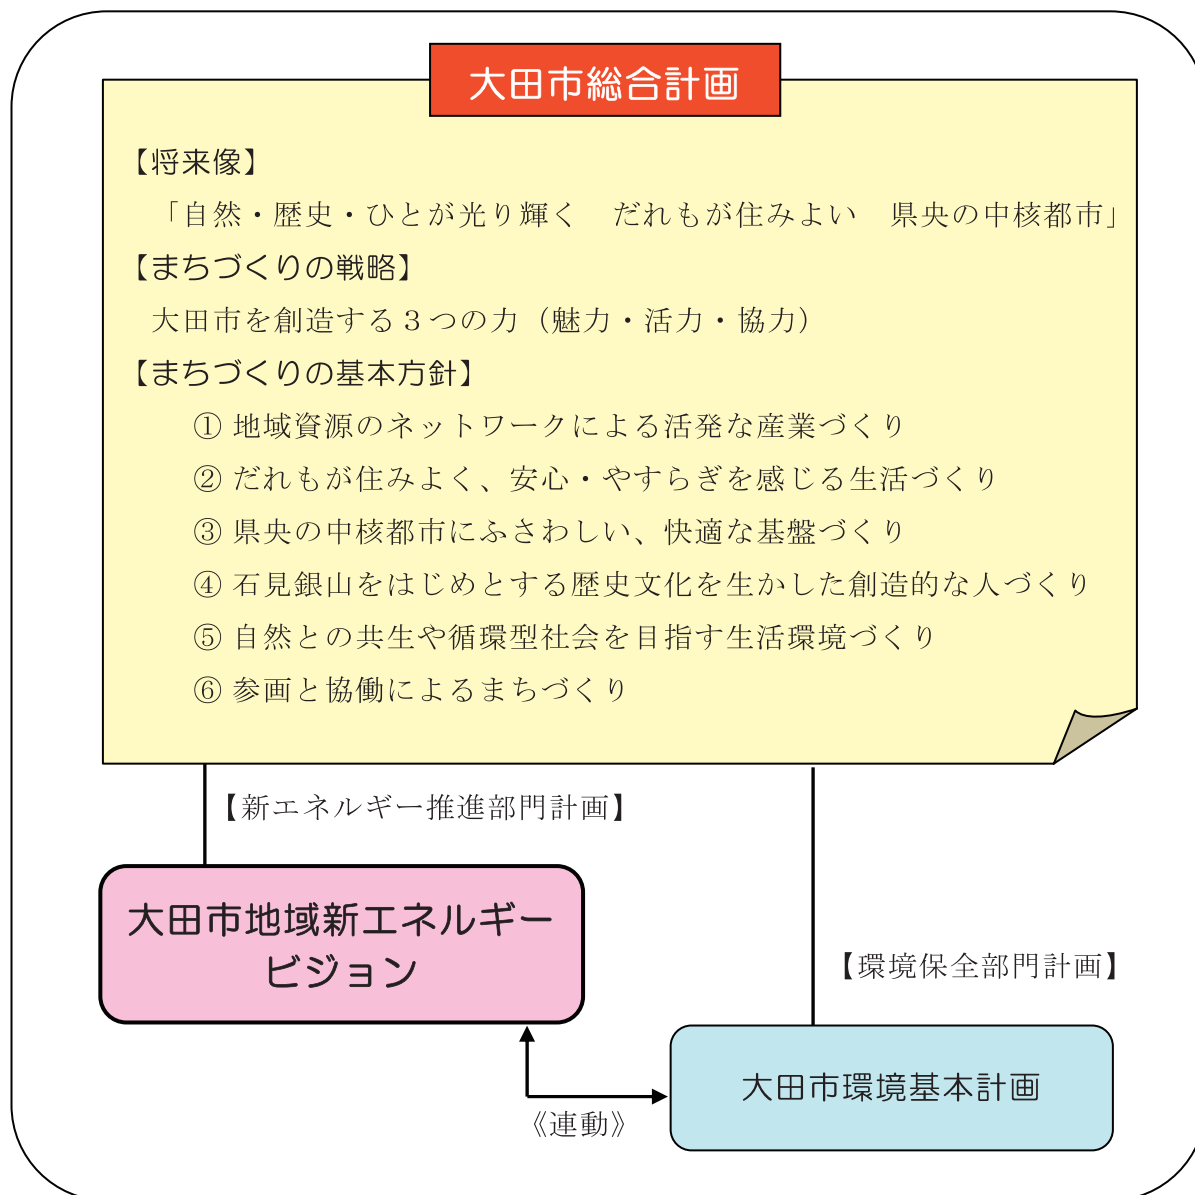 大田市総合計画
【将来像】
「自然・歴史・ひとが光り輝く　だれもが住みよい　県央の中核都市」
【まちづくりの戦略】
大田市を創造する３つの力（魅力・活力・協力）
【まちづくりの基本方針】
① 地域資源のネットワークによる活発な産業づくり
② だれもが住みよく、安心・やすらぎを感じる生活づくり
③ 県央の中核都市にふさわしい、快適な基盤づくり
④ 石見銀山をはじめとする歴史文化を生かした創造的な人づくり
⑤ 自然との共生や循環型社会を目指す生活環境づくり
⑥ 参画と協働によるまちづくり
【新エネルギー推進部門計画】
大田市地域新エネルギー
ビジョン
【環境保全部門計画】
大田市環境基本計画
《連動》